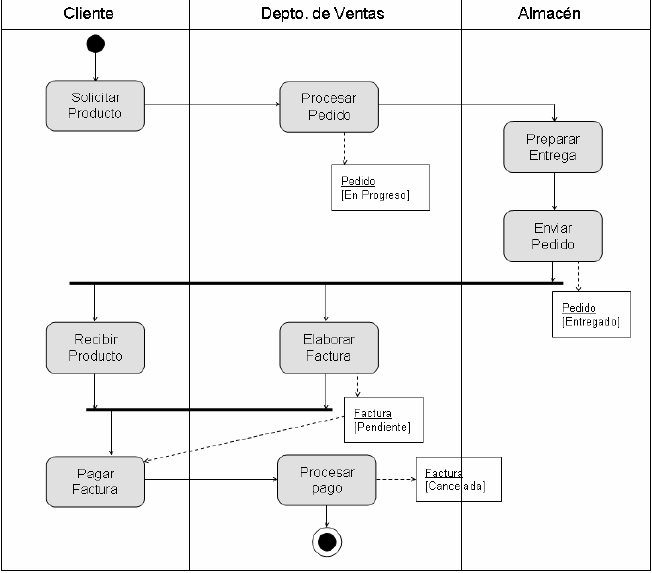 Cliente
Depto. de Ventas
Almacén
Solicitar
Producto
Procesar
Pedido
Preparar
Entrega
Pedido
[En Progreso]
Enviar
Pedido
Pedido
[Entregado]
Recibir
Producto
Elaborar
Factura
Factura
[Pendiente]
Pagar
Factura
Procesar
pago
Factura
[Cancelada]